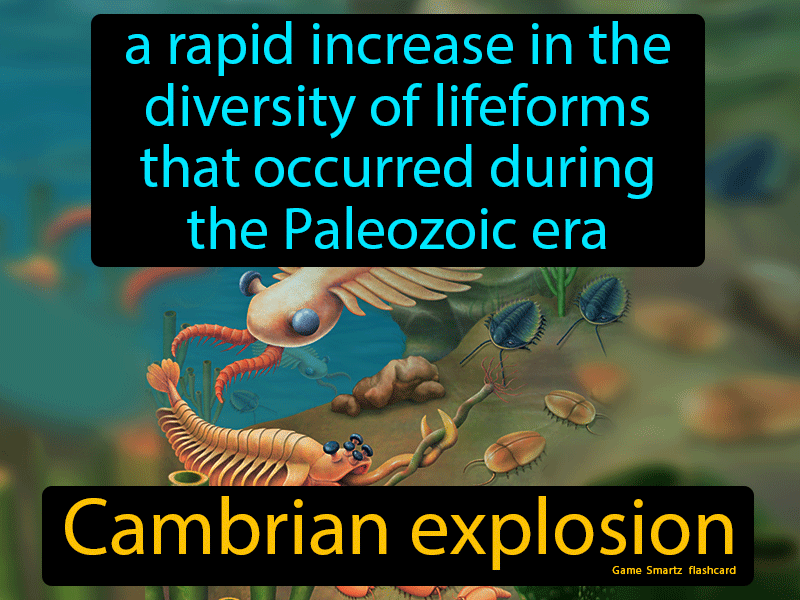 a rapid increase in the
diversity of lifeforms
that occurred during
the Paleozoic era
Cambrian explosion
Game Smartz flashcard